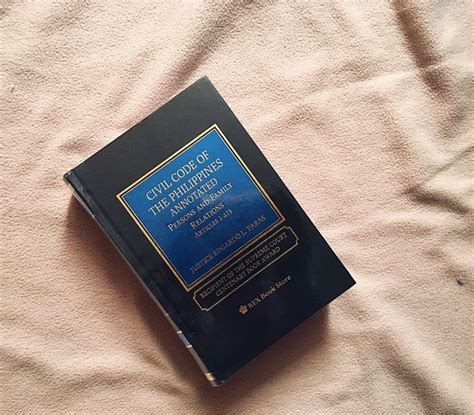 CIVIL CODE OF
THE PHILIPPINES
ANNOTATED
PERSONS AND FAMILY
RELATIONS
ARTICLES 1-413
JUSTICE EDGARDO L. PARAS
RECIPIENT OF THE SUPREME COURT
CENTENARY BOOK AWARD
REX Book Store